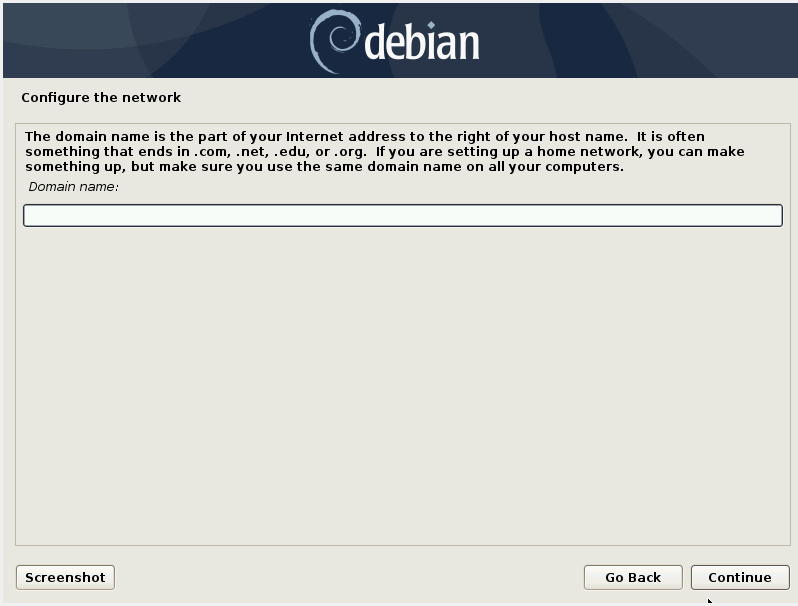 debian
Configure the network
The domain name is the part of your Internet address to the right of your host name.  It is often
something that ends in .com, .net, .edu, or .org.  If you are setting up a home network, you can make
something up, but make sure you use the same domain name on all your computers.
Domain name:
Screenshot
Go Back
Continue